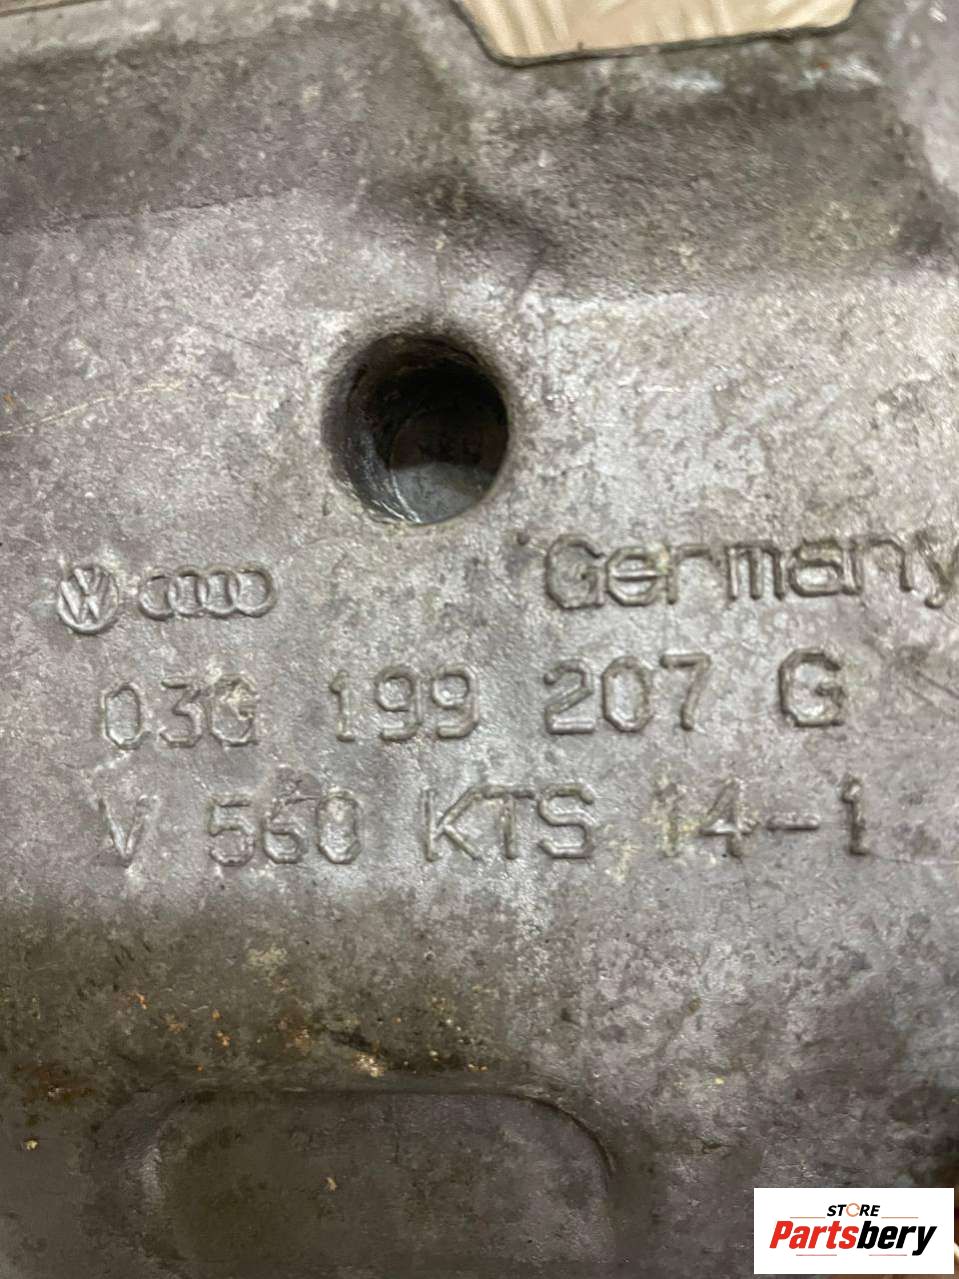 Germany
03G 199 207 G
V 560 KTS 14-1
STORE
Partsbery